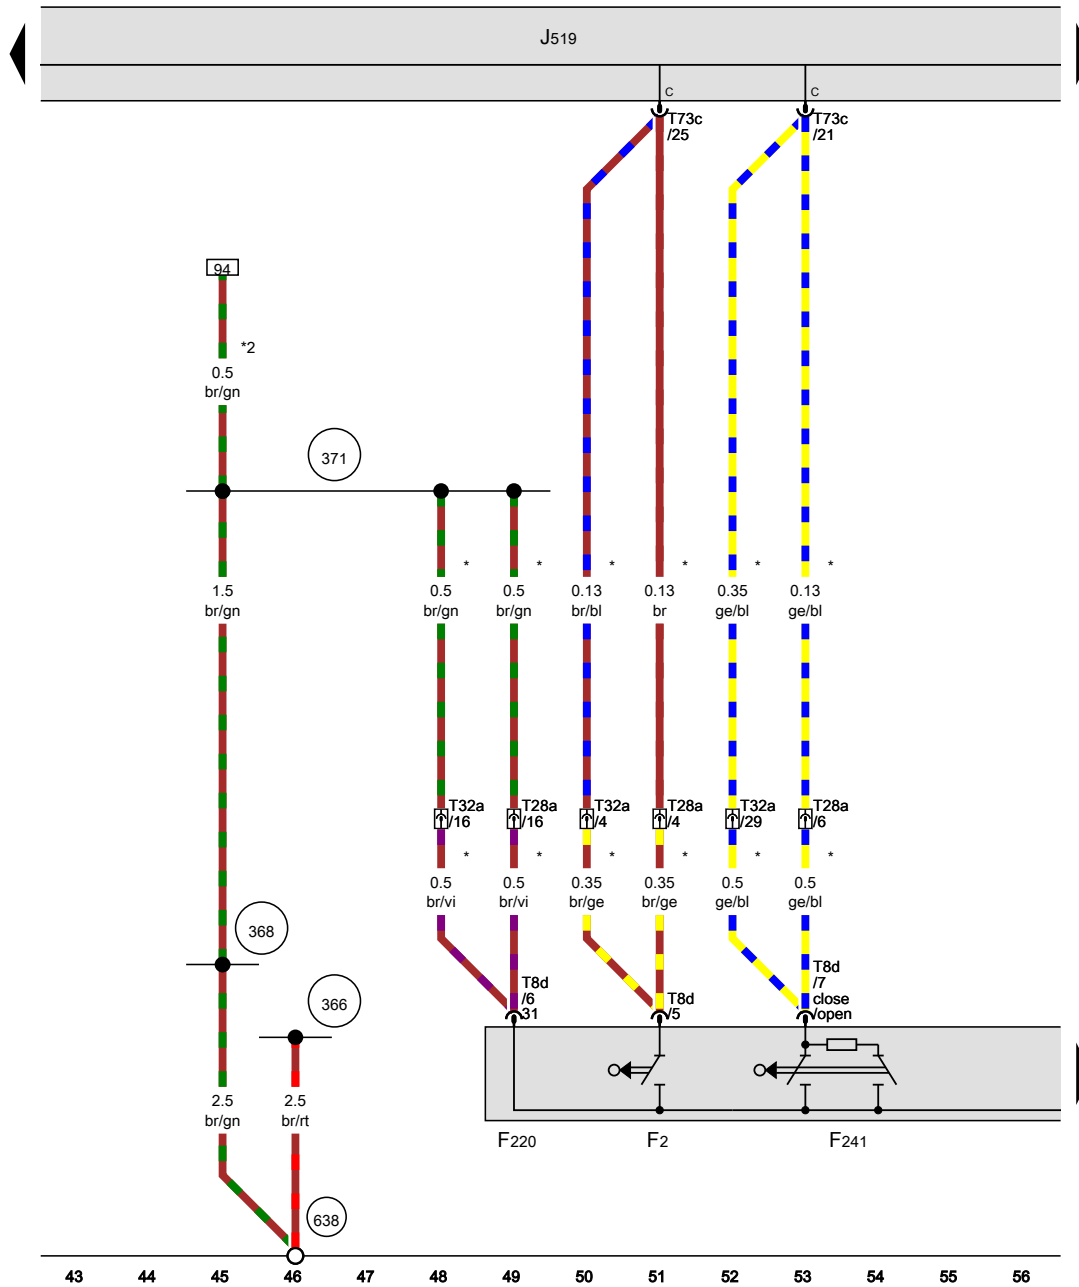 J519
c
c
T73c
/25
T73c
/21
94
*2
0.5
br/gn
371
* * * * * *
1.5
br/gn
0.5
br/gn
0.5
br/gn
0.13
br/bl
0.13
br
0.35
ge/bl
0.13
ge/bl
T32a
/16
T28a
/16
T32a
/4
T28a
/4
T32a
/29
T28a
/6
* * * * * *
0.5
br/vi
0.5
br/vi
0.35
br/ge
0.35
br/ge
0.5
ge/bl
0.5
ge/bl
368
366
T8d
/6
31
T8d
/5
T8d
/7
close
/open
2.5
br/gn
2.5
br/rt
F220
F2
F241
638
43 44 45 46 47 48 49 50 51 52 53 54 55 56